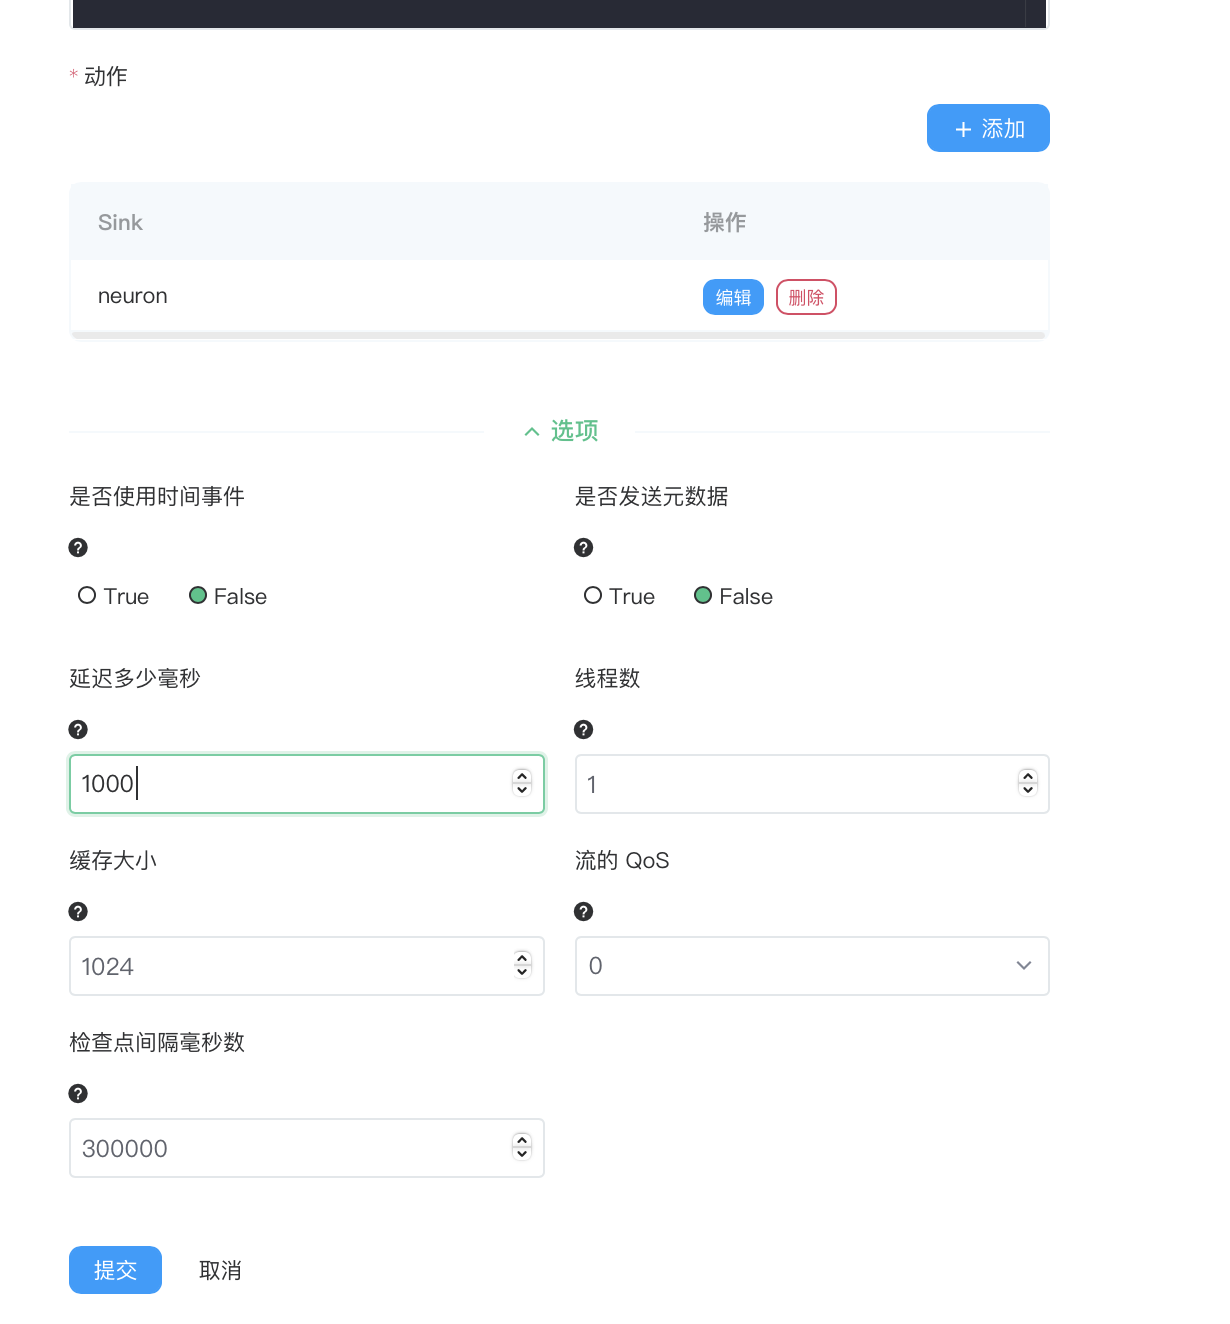 * 动作
+ 添加
Sink 操作
neuron 编辑 删除
选项
是否使用时间事件 是否发送元数据
? ?
True False True False
延迟多少毫秒 线程数
? ?
1000 1
缓存大小 流的 QoS
? ?
1024 0
检查点间隔毫秒数
?
300000
提交 取消